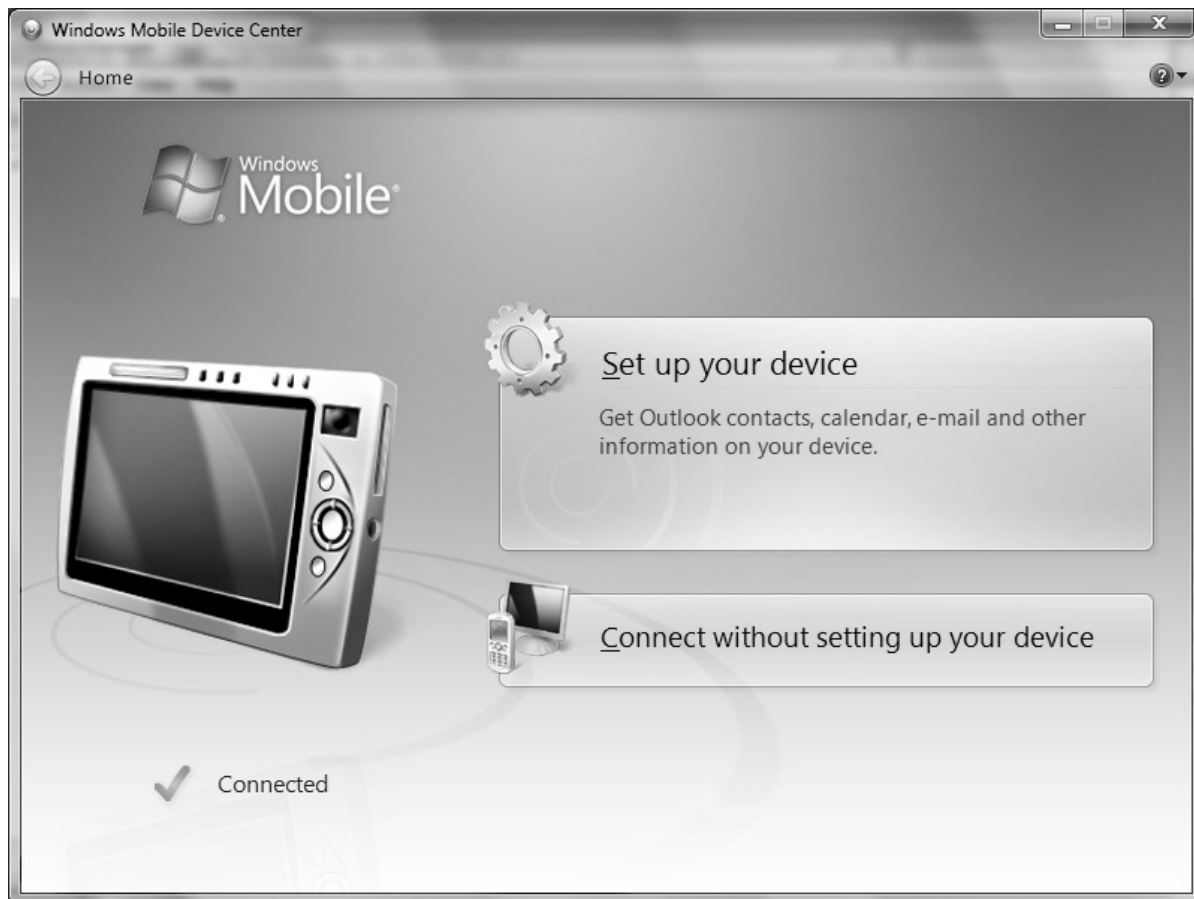 Windows Mobile Device Center
Home
?
Windows
Mobile®
®
Set up your device
Get Outlook contacts, calendar, e-mail and other
information on your device.
Connect without setting up your device
Connected